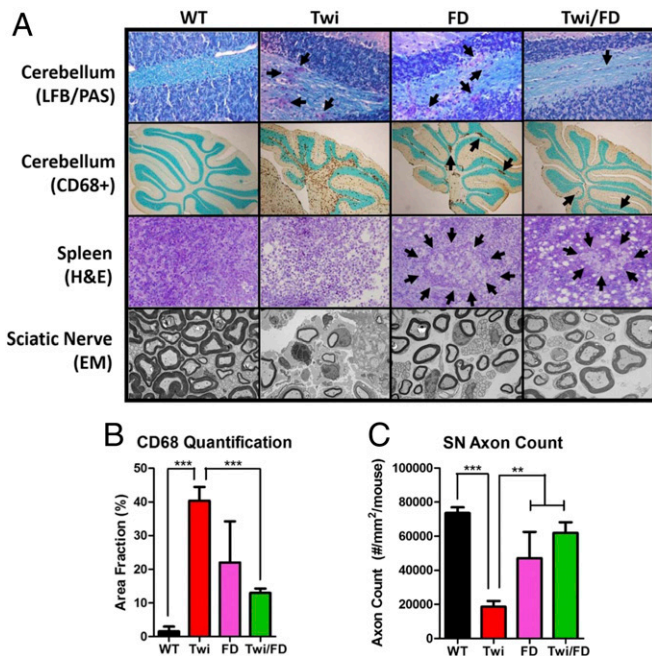 A
WT Twi FD Twi/FD
Cerebellum
(LFB/PAS)
Cerebellum
(CD68+)
Spleen
(H&E)
Sciatic Nerve
(EM)
B
CD68 Quantification
*** ***
Area Fraction (%)
50
40
30
20
10
0
WT Twi FD Twi/FD
C
SN Axon Count
*** **
Axon Count (#/mm²/mouse)
100000
80000
60000
40000
20000
0
WT Twi FD Twi/FD